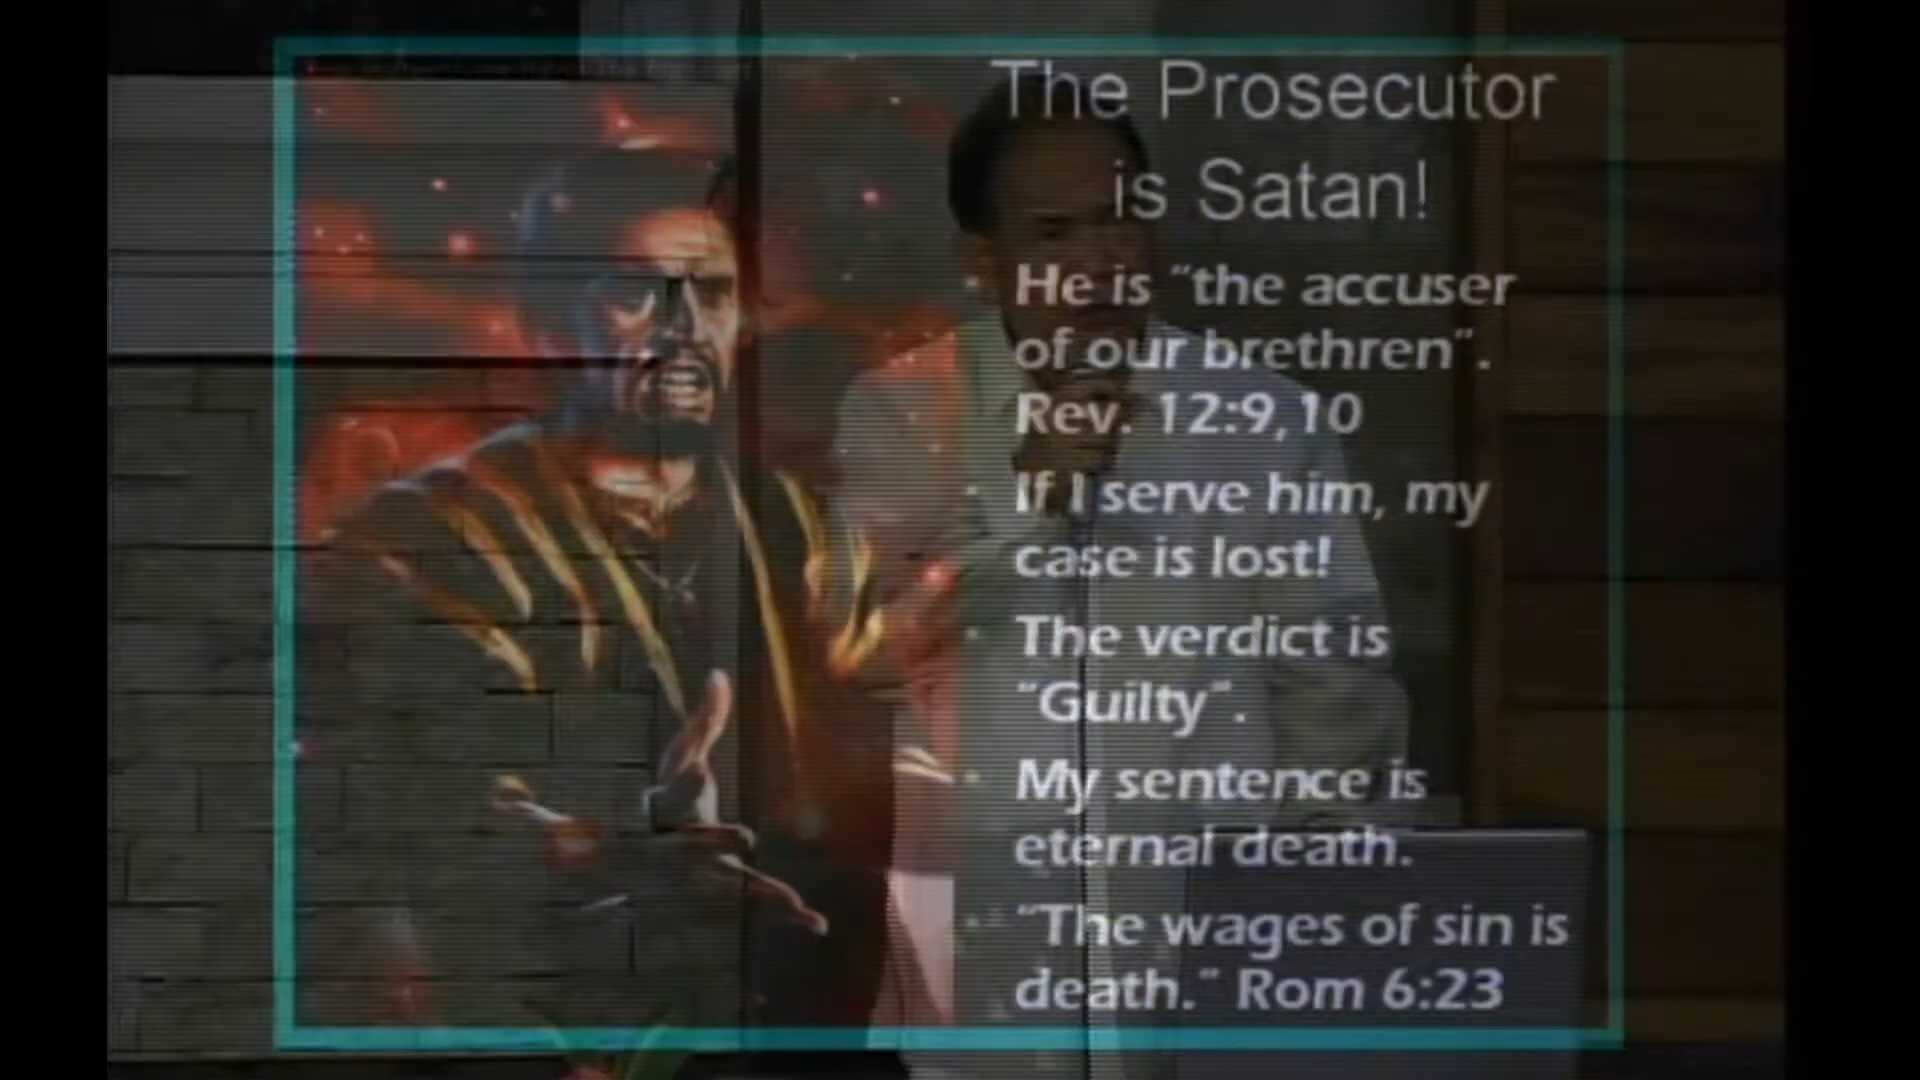 The Prosecutor
is Satan!
He is “the accuser
of our brethren”.
Rev. 12:9,10
If I serve him, my
case is lost!
The verdict is
“Guilty”.
My sentence is
eternal death.
“The wages of sin is
death.” Rom 6:23